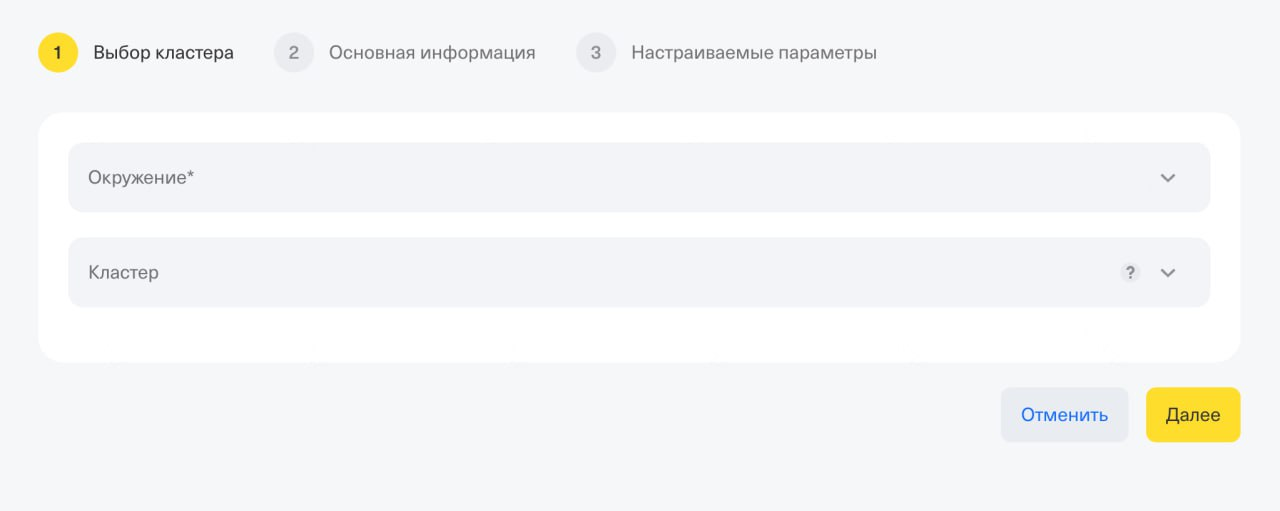 1 Выбор кластера 2 Основная информация 3 Настраиваемые параметры
Окружение*
Кластер ?
Отменить Далее